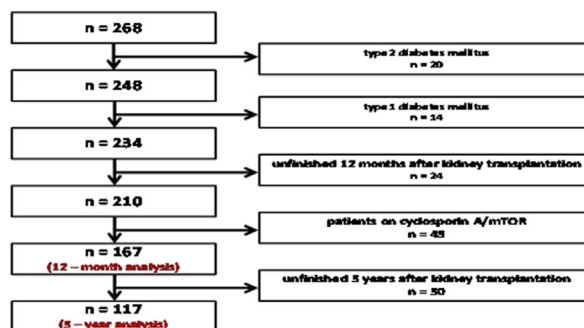 n = 268
type 2 diabetes mellitus
n = 20
n = 248
type 1 diabetes mellitus
n = 14
n = 234
unfinished 12 months after kidney transplantation
n = 24
n = 210
patients on cyclosporin A/mTOR
n = 43
n = 167
(12 – month analysis)
unfinished 5 years after kidney transplantation
n = 50
n = 117
(5 – year analysis)